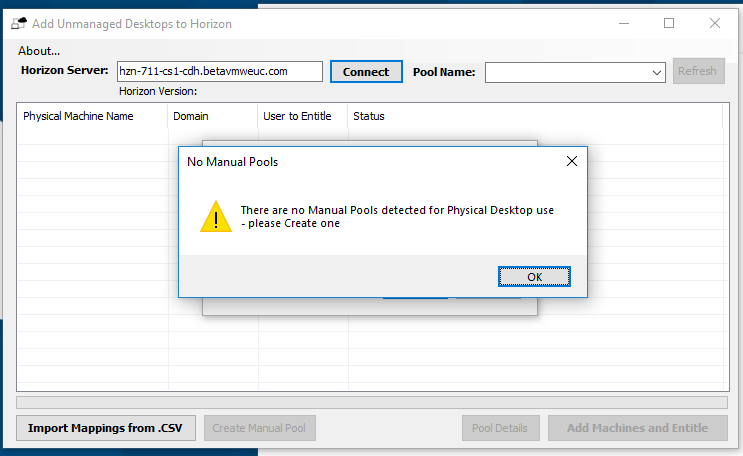 Add Unmanaged Desktops to Horizon
About...
Horizon Server: hzn-711-cs1-cdh.betavmweuc.com Connect Pool Name: Refresh
Horizon Version:
Physical Machine Name Domain User to Entitle Status
No Manual Pools
There are no Manual Pools detected for Physical Desktop use
- please Create one
OK
Import Mappings from .CSV Create Manual Pool Pool Details Add Machines and Entitle